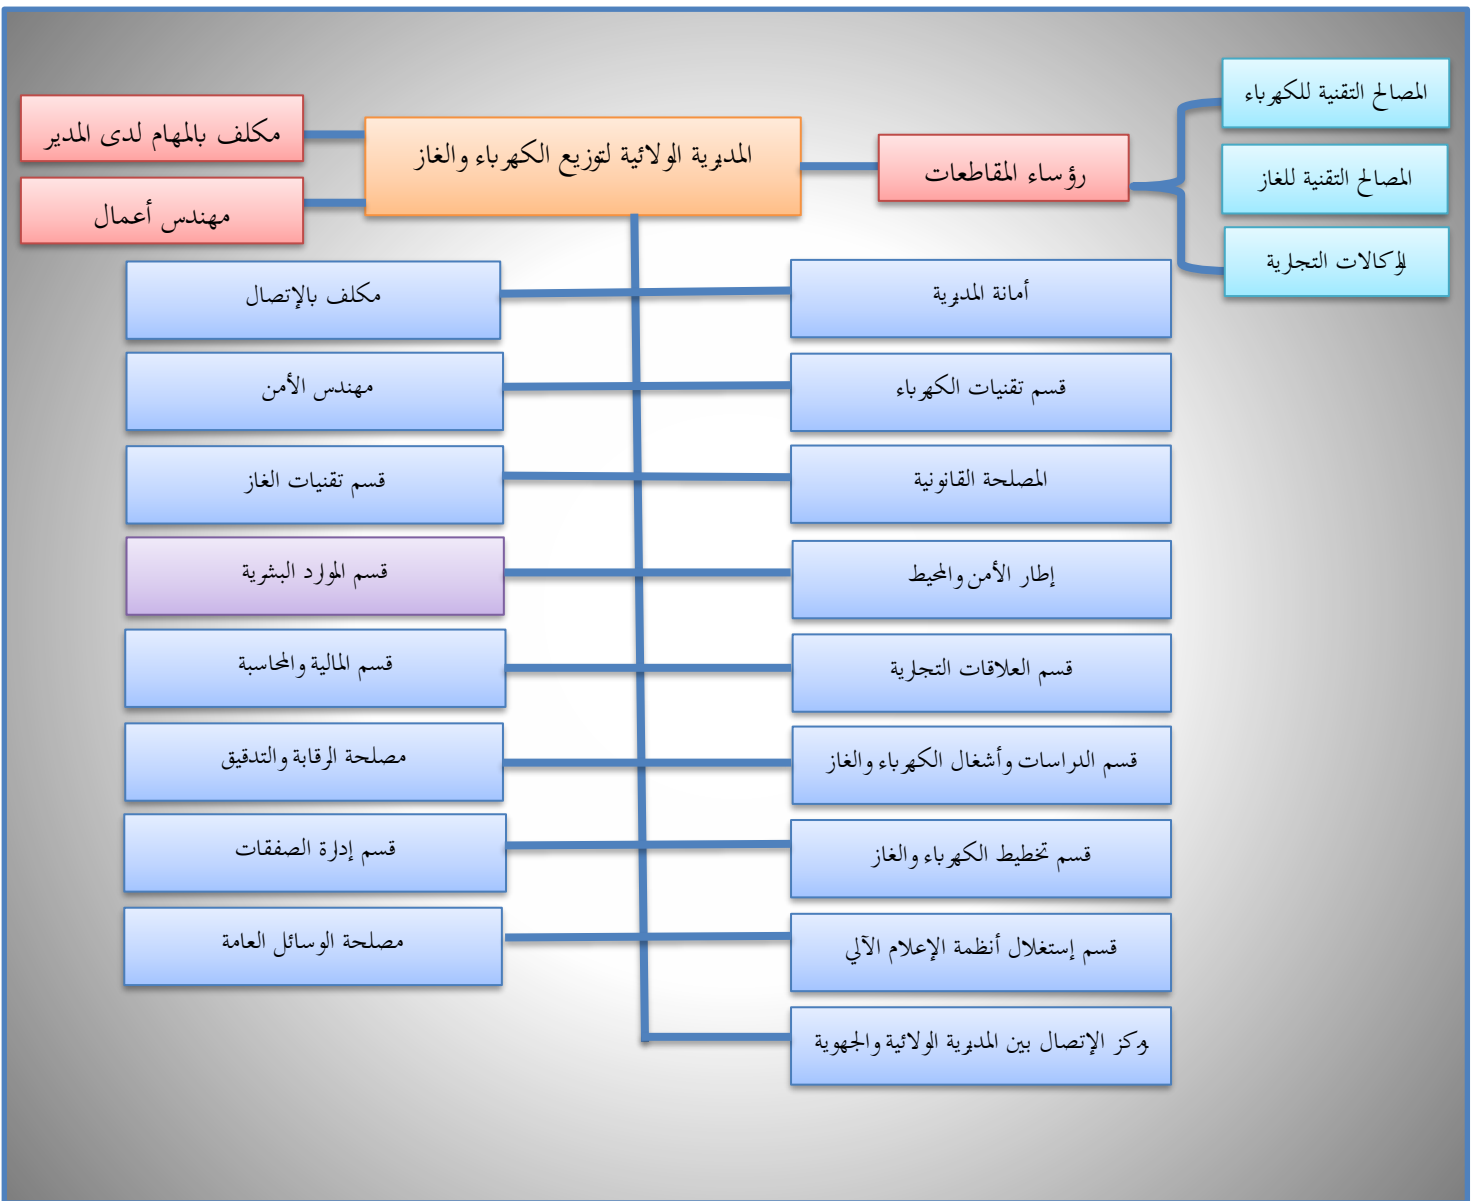 المصالح التقنية للكهرباء
المديرية الولائية لتوزيع الكهرباء والغاز
مكلف بالمهام لدى المدير
رؤساء المقاطعات
المصالح التقنية للغاز
مهندس أعمال
الوكالات التجارية
أمانة المديرية
مكلف بالإتصال
قسم تقنيات الكهرباء
مهندس الأمن
المصلحة القانونية
قسم تقنيات الغاز
إطار الأمن والمحيط
قسم الموارد البشرية
قسم العلاقات التجارية
قسم المالية والمحاسبة
قسم الدراسات وأشغال الكهرباء والغاز
مصلحة الرقابة والتدقيق
قسم تخطيط الكهرباء والغاز
قسم إدارة الصفقات
قسم إستغلال أنظمة الإعلام الآلي
مصلحة الوسائل العامة
مركز الإتصال بين المديرية الولائية والجهوية